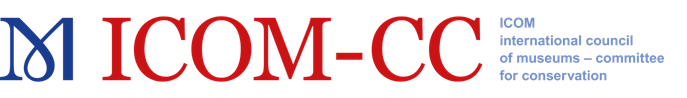 M ICOM-CC
ICOM
international council
of museums – committee
for conservation